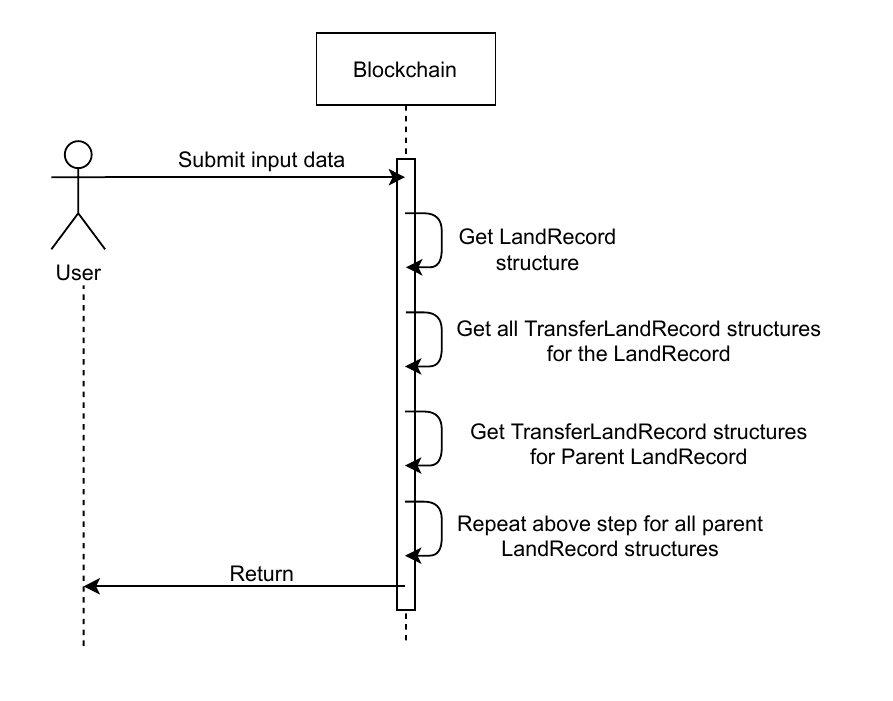 Blockchain
Submit input data
User
Get LandRecord
structure
Get all TransferLandRecord structures
for the LandRecord
Get TransferLandRecord structures
for Parent LandRecord
Repeat above step for all parent
LandRecord structures
Return